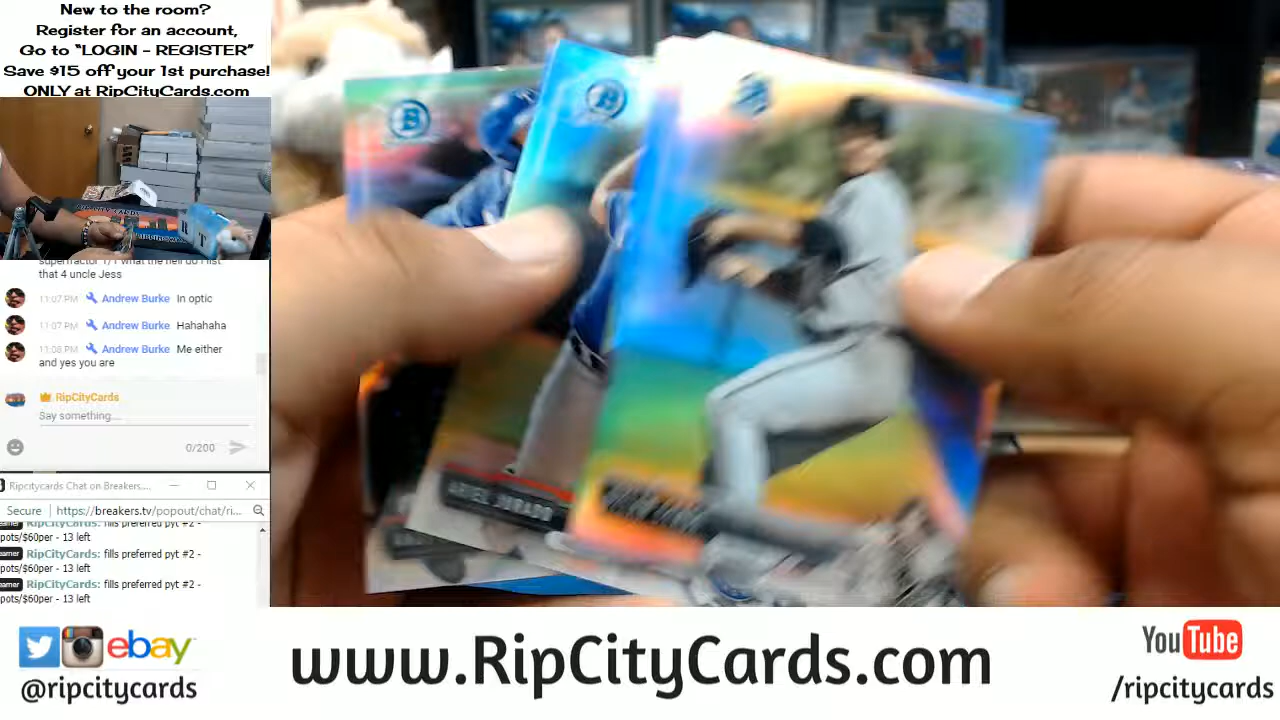 New to the room?
Register for an account,
Go to "LOGIN - REGISTER"
Save $15 off your 1st purchase!
ONLY at RipCityCards.com
that 4 uncle Jess
11:07 PM Andrew Burke In optic
11:07 PM Andrew Burke Hahahaha
11:08 PM Andrew Burke Me either
and yes you are
RipCityCards
Say something...
0/200
Ripcitycards Chat on Breakers....
Secure https://breakers.tv/popout/chat/ri...
RipCityCards: fills preferred pyt #2 -
pots/$60per - 13 left
RipCityCards: fills preferred pyt #2 -
pots/$60per - 13 left
RipCityCards: fills preferred pyt #2 -
pots/$60per - 13 left
B
B
ARIEL JURADO
ebay
@ripcitycards
www.RipCityCards.com
YouTube
/ripcitycards